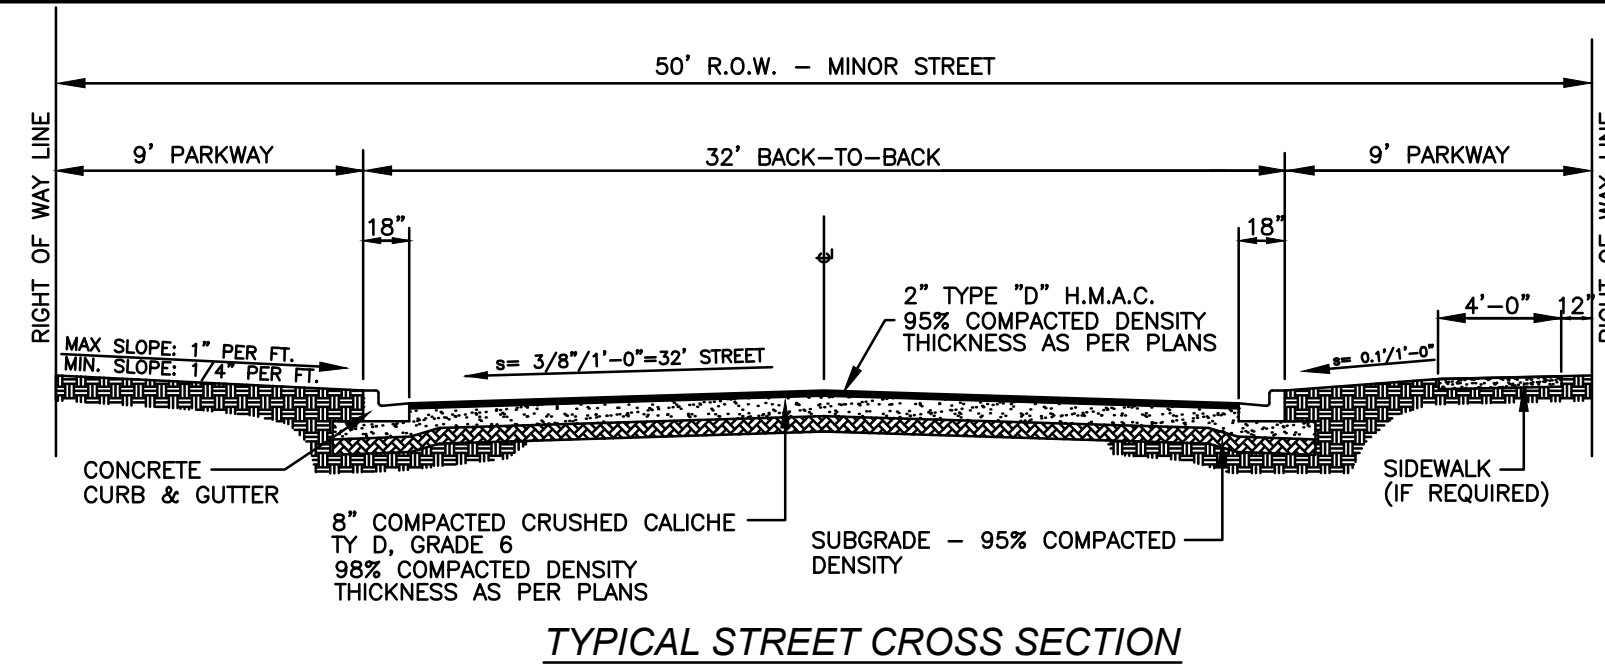 50' R.O.W. - MINOR STREET
RIGHT OF WAY LINE
9' PARKWAY
32' BACK-TO-BACK
9' PARKWAY
RIGHT OF WAY LINE
18"
18"
℄
2" TYPE "D" H.M.A.C.
95% COMPACTED DENSITY
THICKNESS AS PER PLANS
4'-0"
12"
MAX SLOPE: 1" PER FT.
MIN. SLOPE: 1/4" PER FT.
s= 3/8"/1'-0"=32' STREET
s= 0.1'/1'-0"
CONCRETE
CURB & GUTTER
8" COMPACTED CRUSHED CALICHE
TY D, GRADE 6
98% COMPACTED DENSITY
THICKNESS AS PER PLANS
SUBGRADE - 95% COMPACTED
DENSITY
SIDEWALK
(IF REQUIRED)
TYPICAL STREET CROSS SECTION